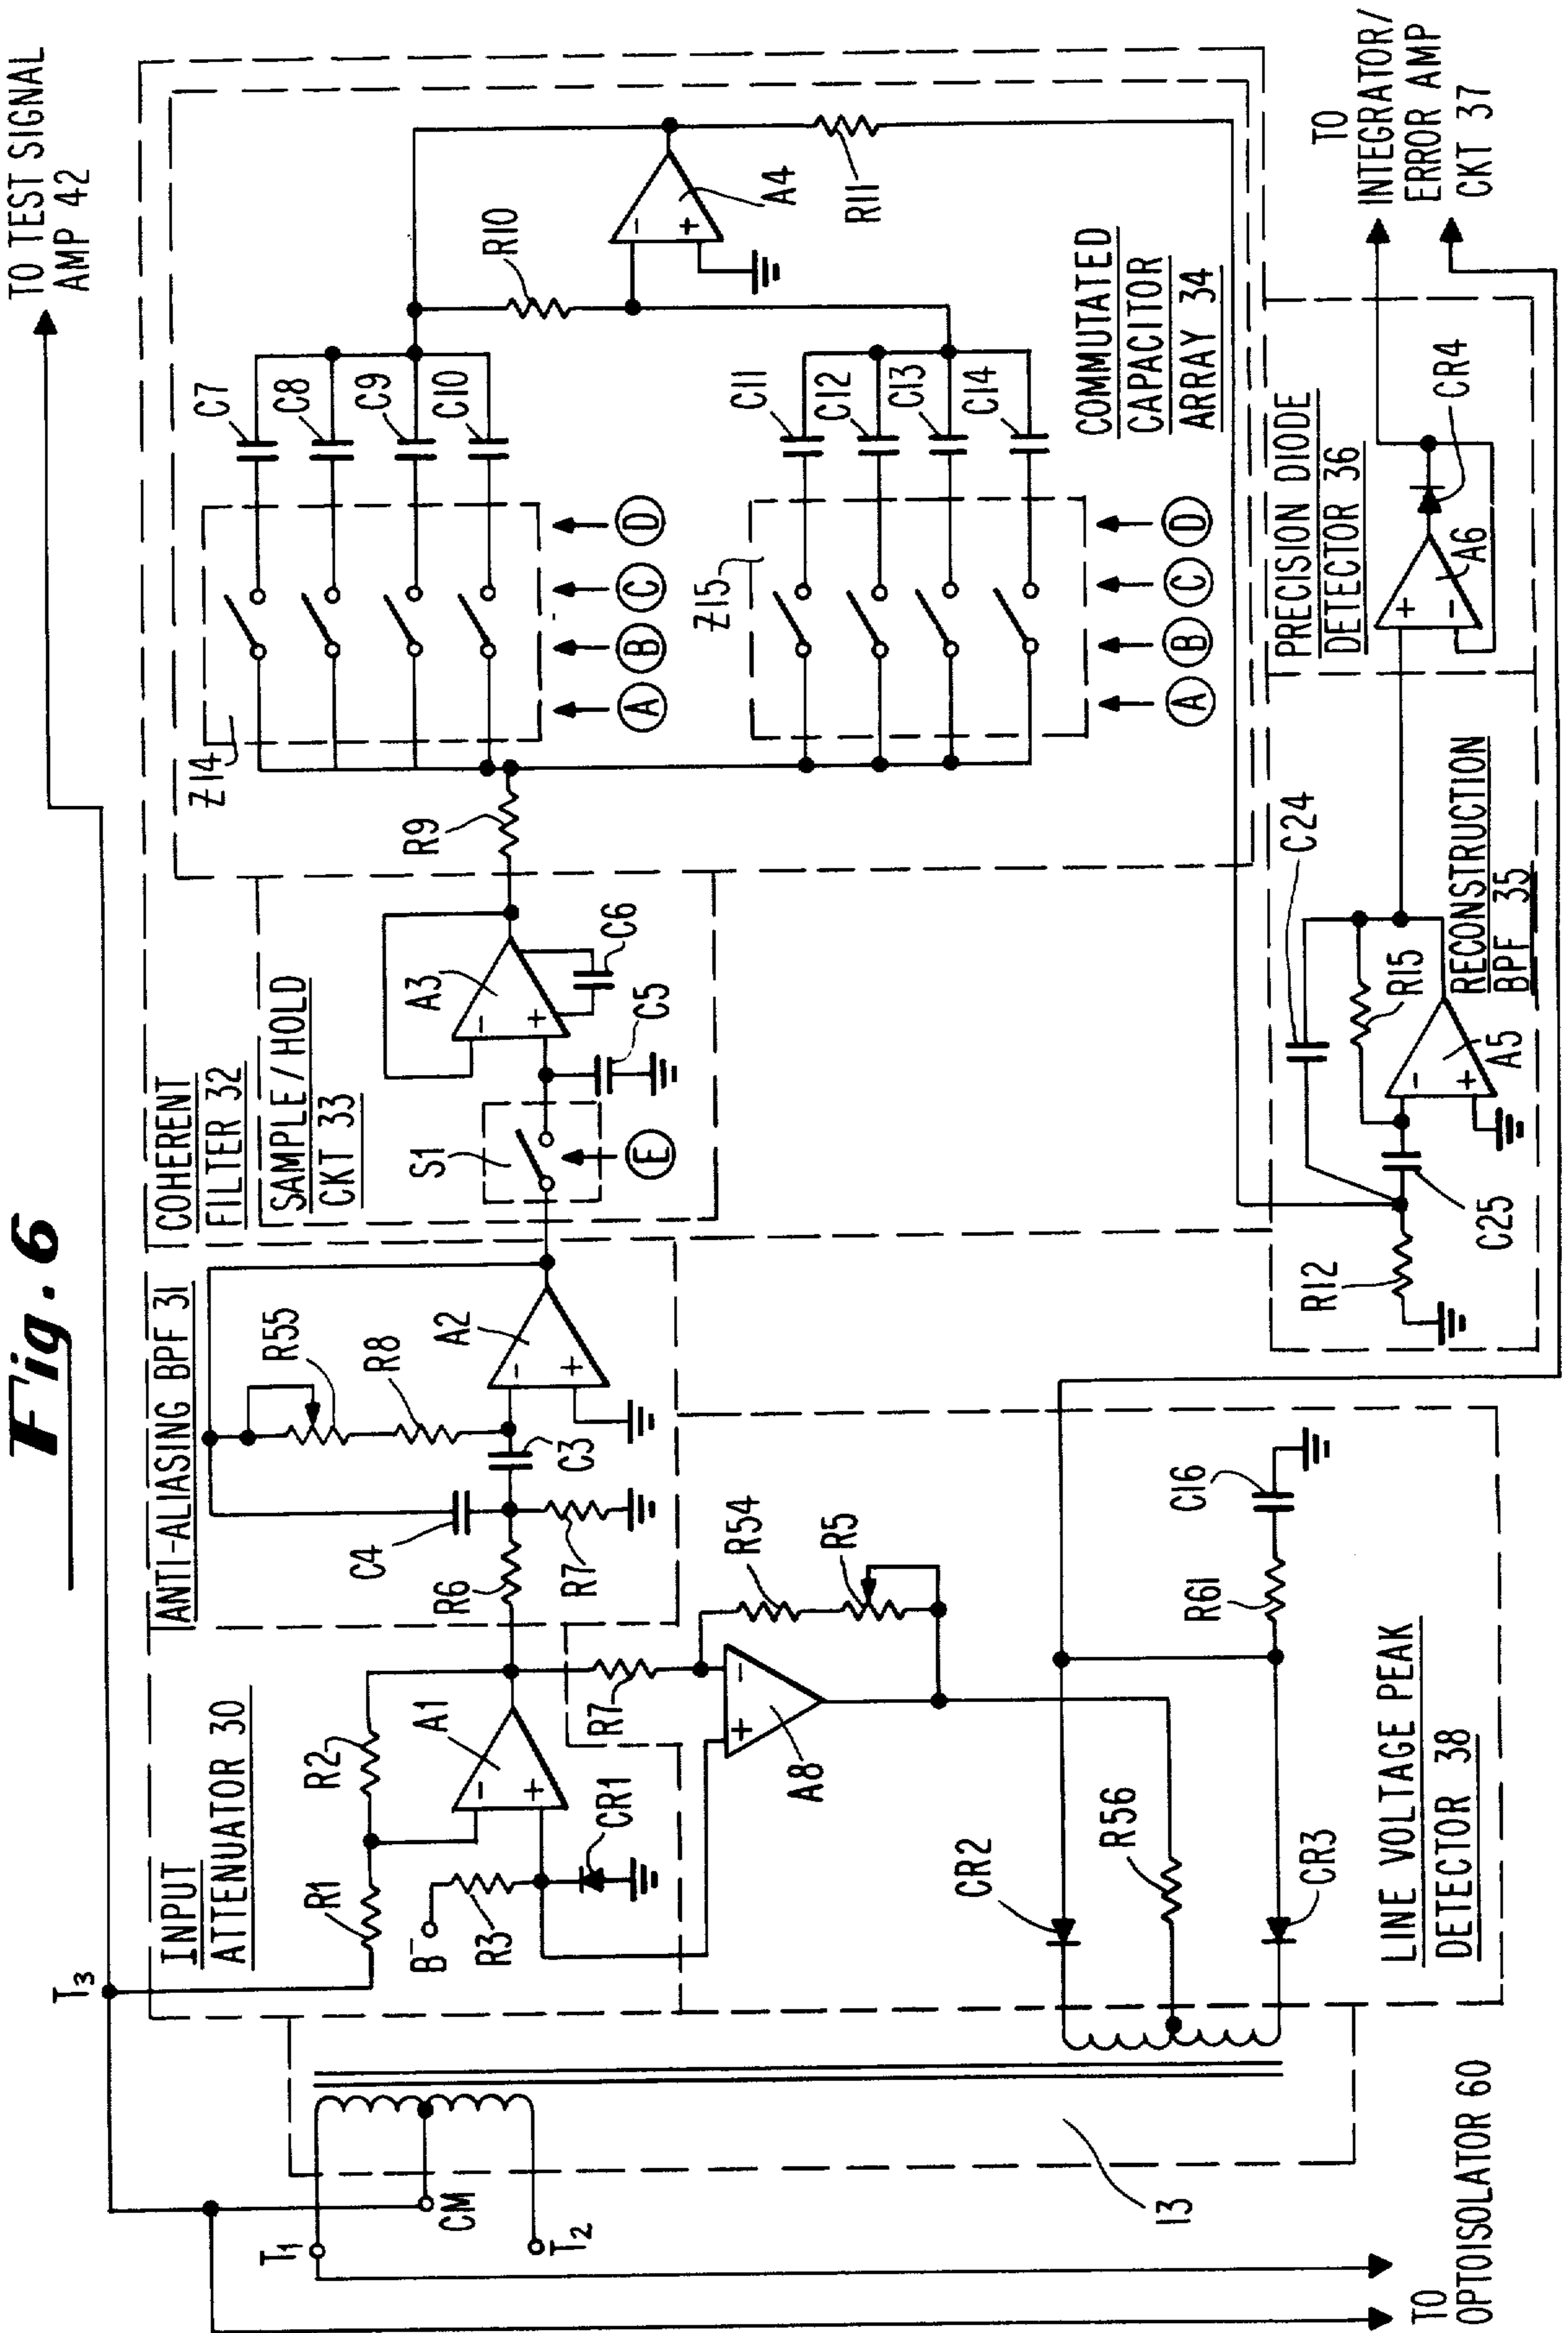 Fig. 6
TO TEST SIGNAL
AMP 42
T3
INPUT
ATTENUATOR 30
R1
R2
A1
-
+
B-
R3
CR1
ANTI-ALIASING BPF 31
R55
R8
A2
-
+
C4
C3
R6
R7
COHERENT
FILTER 32
SAMPLE/HOLD
CKT 33
S1
E
A3
-
+
C6
C5
R9
Z14
C7
C8
C9
C10
A
B
C
D
R10
-
+
A4
R11
Z15
C11
C12
C13
C14
A
B
C
D
COMMUTATED
CAPACITOR
ARRAY 34
R7
R54
R5
+
-
A8
CR2
R56
CR3
R61
C16
LINE VOLTAGE PEAK
DETECTOR 38
R12
C25
C24
R15
-
+
A5
RECONSTRUCTION
BPF 35
PRECISION DIODE
DETECTOR 36
+
-
A6
CR4
TO
INTEGRATOR/
ERROR AMP
CKT 37
T1
CM
T2
13
TO
OPTOISOLATOR 60